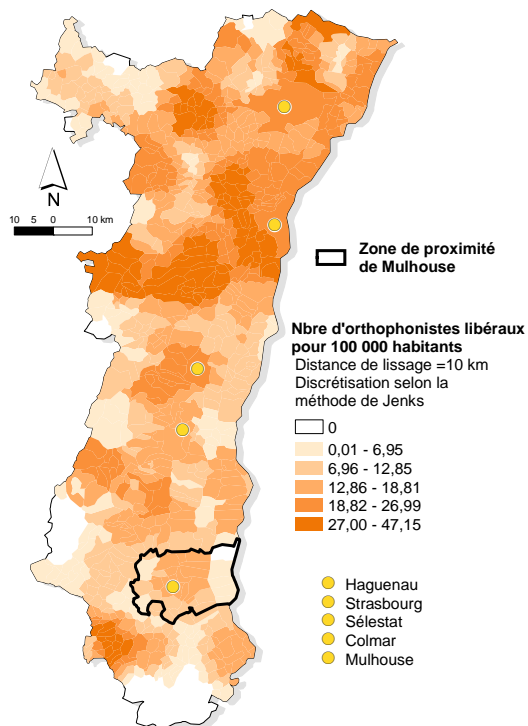 N
10 5 0 10 km
Zone de proximité
de Mulhouse
Nbre d'orthophonistes libéraux
pour 100 000 habitants
Distance de lissage =10 km
Discrétisation selon la
méthode de Jenks
0
0,01 - 6,95
6,96 - 12,85
12,86 - 18,81
18,82 - 26,99
27,00 - 47,15
Haguenau
Strasbourg
Sélestat
Colmar
Mulhouse